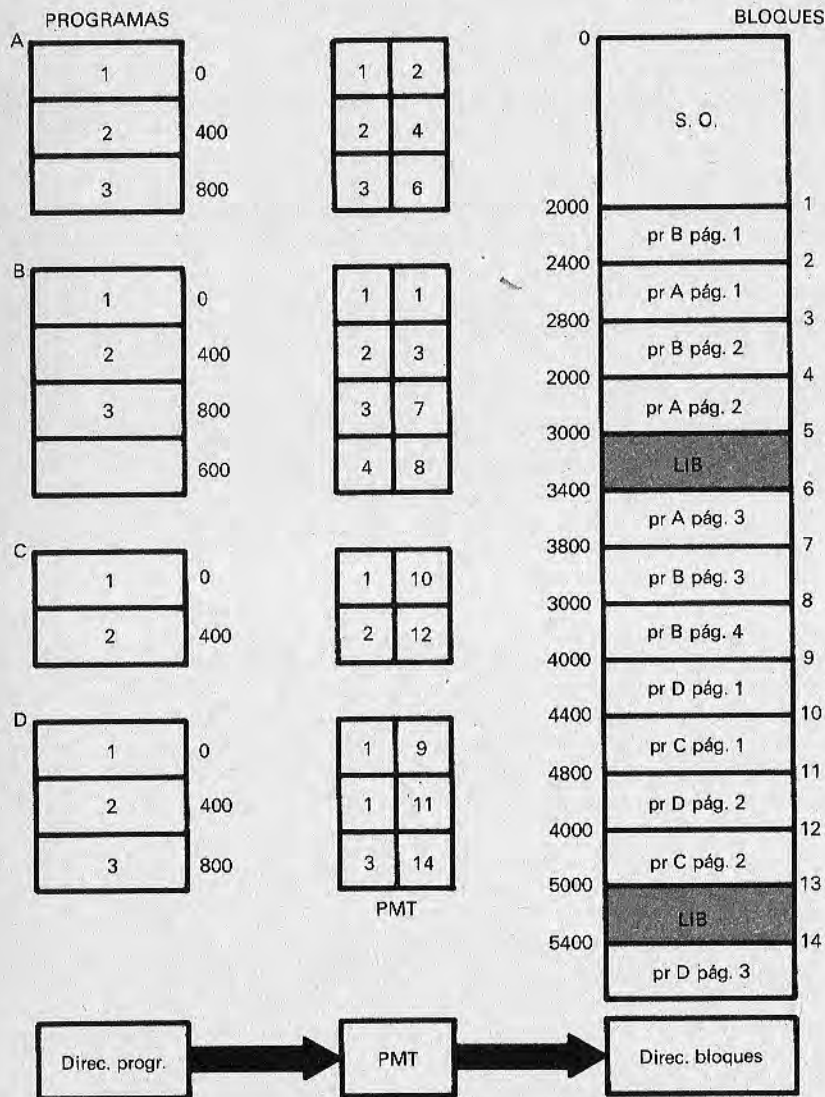 PROGRAMAS
A
1 0
2 400
3 800
B
1 0
2 400
3 800
600
C
1 0
2 400
D
1 0
2 400
3 800
1 2
2 4
3 6
1 1
2 3
3 7
4 8
1 10
2 12
1 9
1 11
3 14
PMT
BLOQUES
0
S. O.
2000 1
pr B pág. 1
2400 2
pr A pág. 1
2800 3
pr B pág. 2
2000 4
pr A pág. 2
3000 5
LIB
3400 6
pr A pág. 3
3800 7
pr B pág. 3
3000 8
pr B pág. 4
4000 9
pr D pág. 1
4400 10
pr C pág. 1
4800 11
pr D pág. 2
4000 12
pr C pág. 2
5000 13
LIB
5400 14
pr D pág. 3
Direc. progr. PMT Direc. bloques